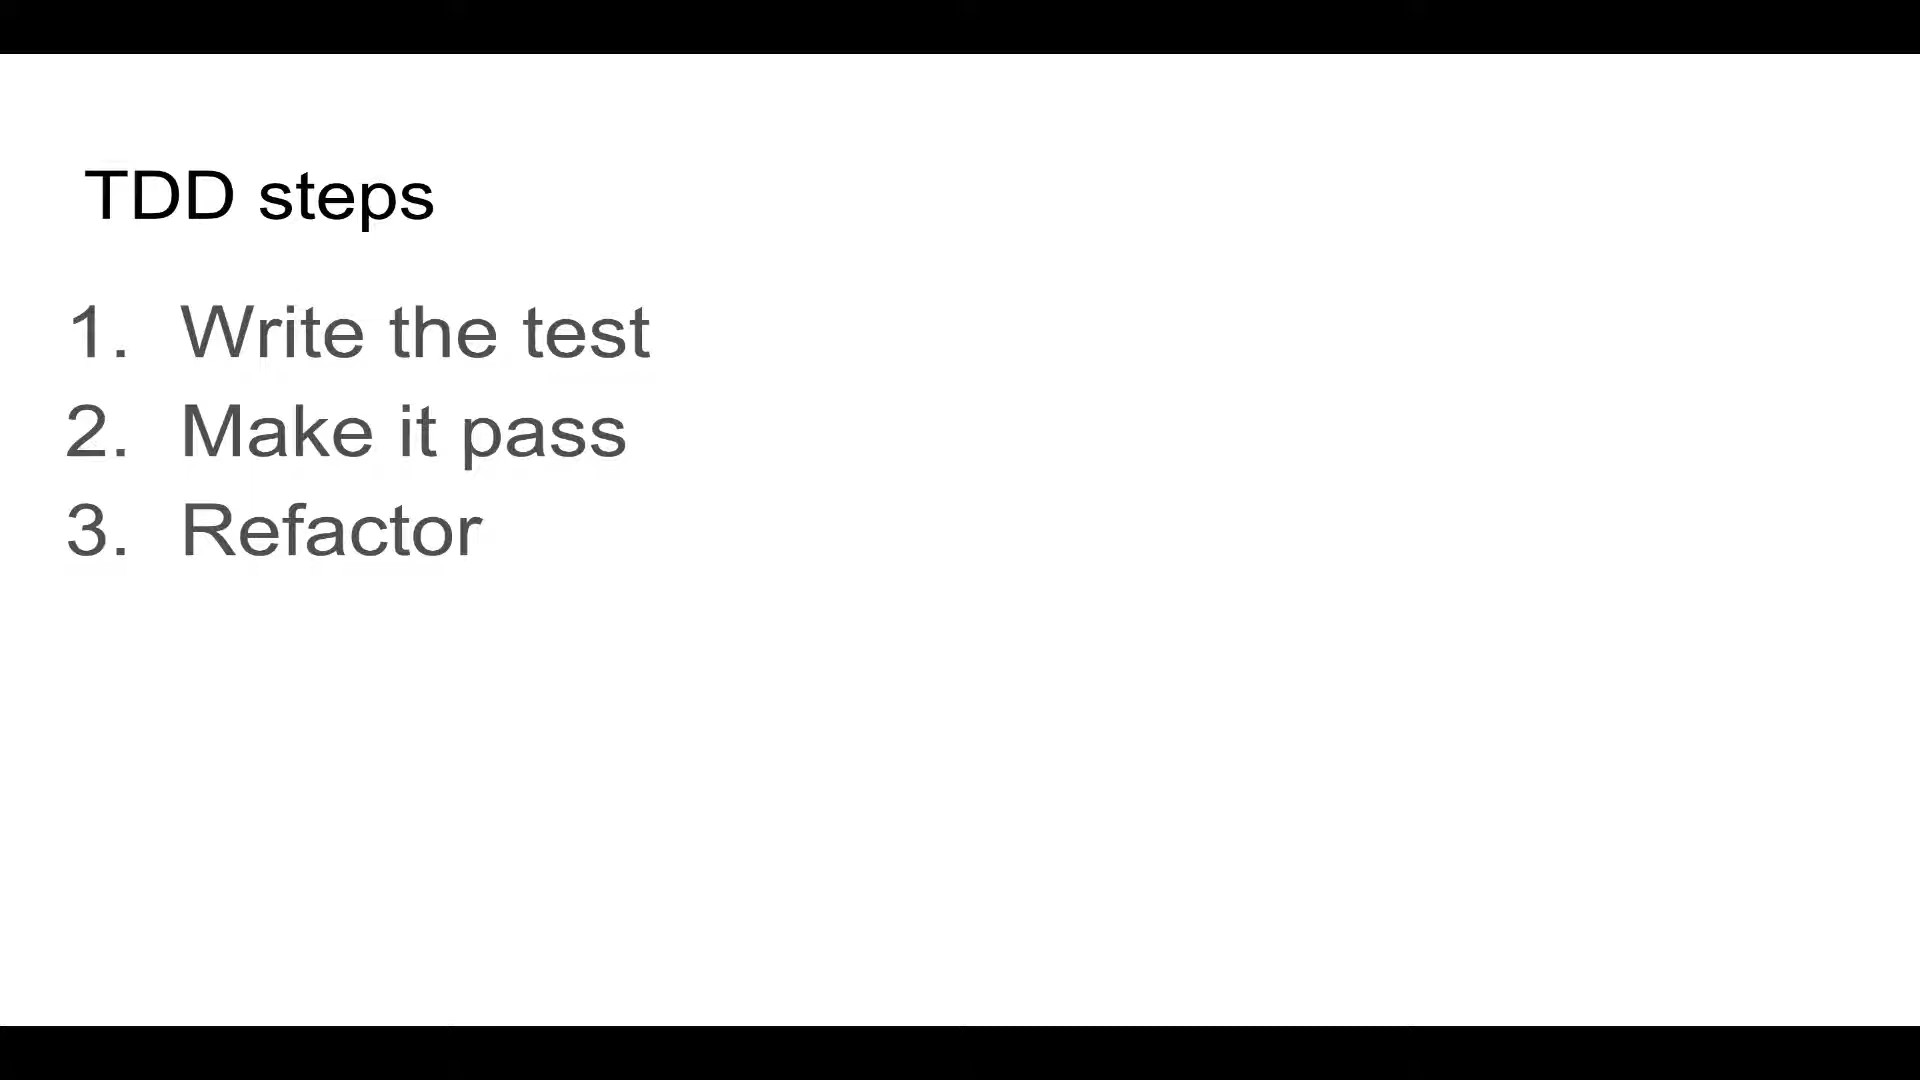 TDD steps
1. Write the test
2. Make it pass
3. Refactor